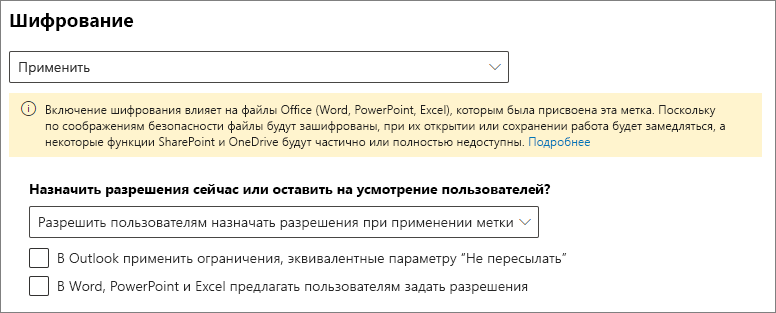 Шифрование
Применить
Включение шифрования влияет на файлы Office (Word, PowerPoint, Excel), которым была присвоена эта метка. Поскольку
по соображениям безопасности файлы будут зашифрованы, при их открытии или сохранении работа будет замедляться, а
некоторые функции SharePoint и OneDrive будут частично или полностью недоступны. Подробнее
Назначить разрешения сейчас или оставить на усмотрение пользователей?
Разрешить пользователям назначать разрешения при применении метки
В Outlook применить ограничения, эквивалентные параметру “Не пересылать”
В Word, PowerPoint и Excel предлагать пользователям задать разрешения